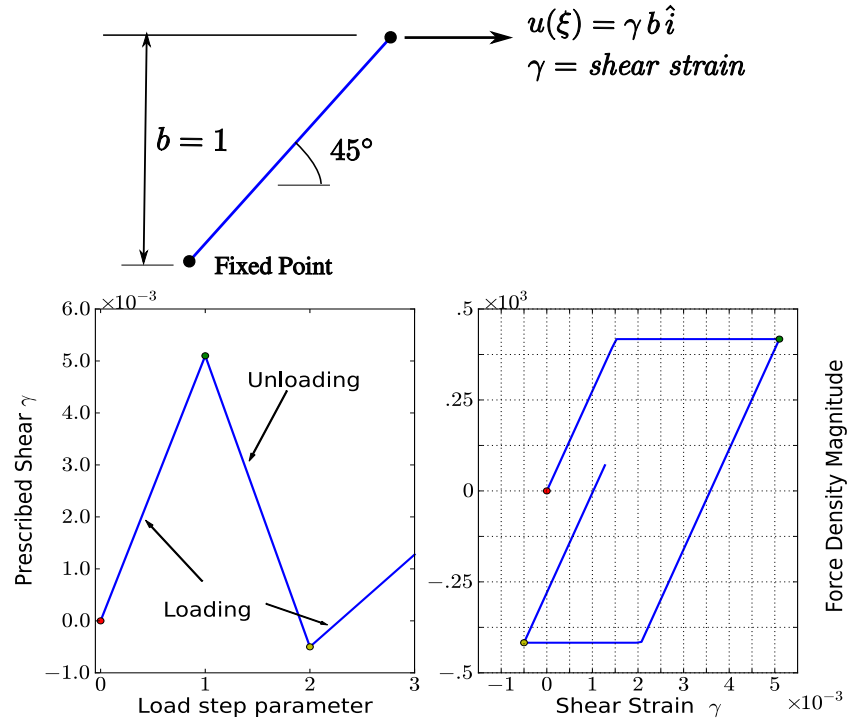 u(ξ) = γ b î
γ = shear strain
b = 1
45°
Fixed Point
×10⁻³
6.0
5.0
4.0
3.0
2.0
1.0
0.0
−1.0
0
1
2
3
Prescribed Shear γ
Load step parameter
Unloading
Loading
×10³
.5
.25
0
−.25
−.5
−1
0
1
2
3
4
5
×10⁻³
Shear Strain γ
Force Density Magnitude